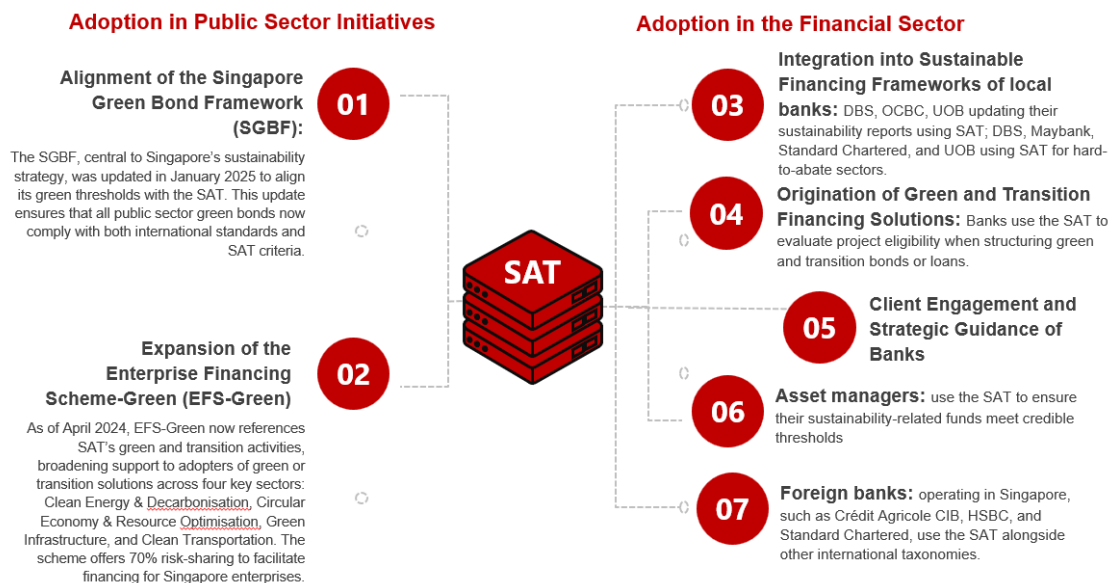 Adoption in Public Sector Initiatives
Alignment of the Singapore
Green Bond Framework
(SGBF):
01
The SGBF, central to Singapore's sustainability
strategy, was updated in January 2025 to align
its green thresholds with the SAT. This update
ensures that all public sector green bonds now
comply with both international standards and
SAT criteria.
Expansion of the
Enterprise Financing
Scheme-Green (EFS-Green)
02
As of April 2024, EFS-Green now references
SAT's green and transition activities,
broadening support to adopters of green or
transition solutions across four key sectors:
Clean Energy & Decarbonisation, Circular
Economy & Resource Optimisation, Green
Infrastructure, and Clean Transportation. The
scheme offers 70% risk-sharing to facilitate
financing for Singapore enterprises.
SAT
Adoption in the Financial Sector
03
Integration into Sustainable
Financing Frameworks of local
banks: DBS, OCBC, UOB updating their
sustainability reports using SAT; DBS, Maybank,
Standard Chartered, and UOB using SAT for hard-
to-abate sectors.
04
Origination of Green and Transition
Financing Solutions: Banks use the SAT to
evaluate project eligibility when structuring green
and transition bonds or loans.
05
Client Engagement and
Strategic Guidance of
Banks
06
Asset managers: use the SAT to ensure
their sustainability-related funds meet credible
thresholds
07
Foreign banks: operating in Singapore,
such as Crédit Agricole CIB, HSBC, and
Standard Chartered, use the SAT alongside
other international taxonomies.